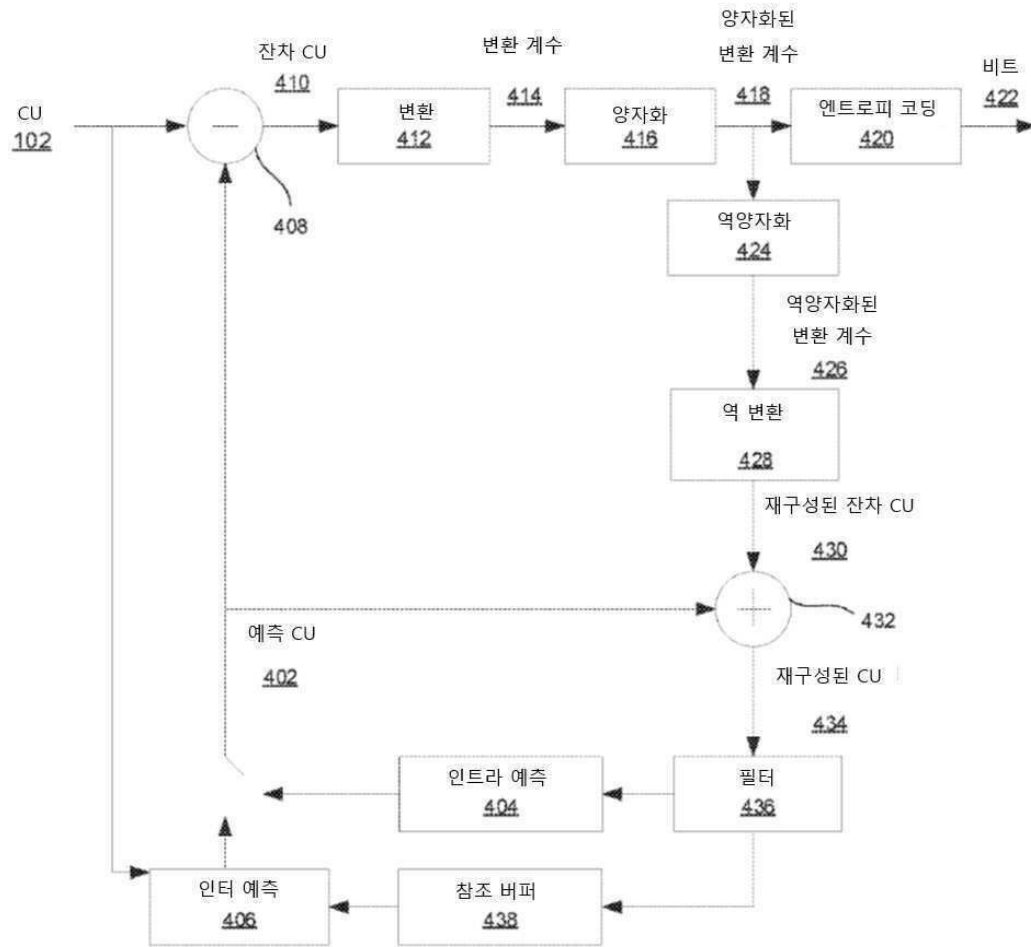 양자화된
변환 계수
잔차 CU
변환 계수
비트
410
414
418
422
CU
102
변환
412
양자화
416
엔트로피 코딩
420
408
역양자화
424
역양자화된
변환 계수
426
역 변환
428
재구성된 잔차 CU
430
432
예측 CU
402
재구성된 CU
434
인트라 예측
404
필터
436
인터 예측
406
참조 버퍼
438